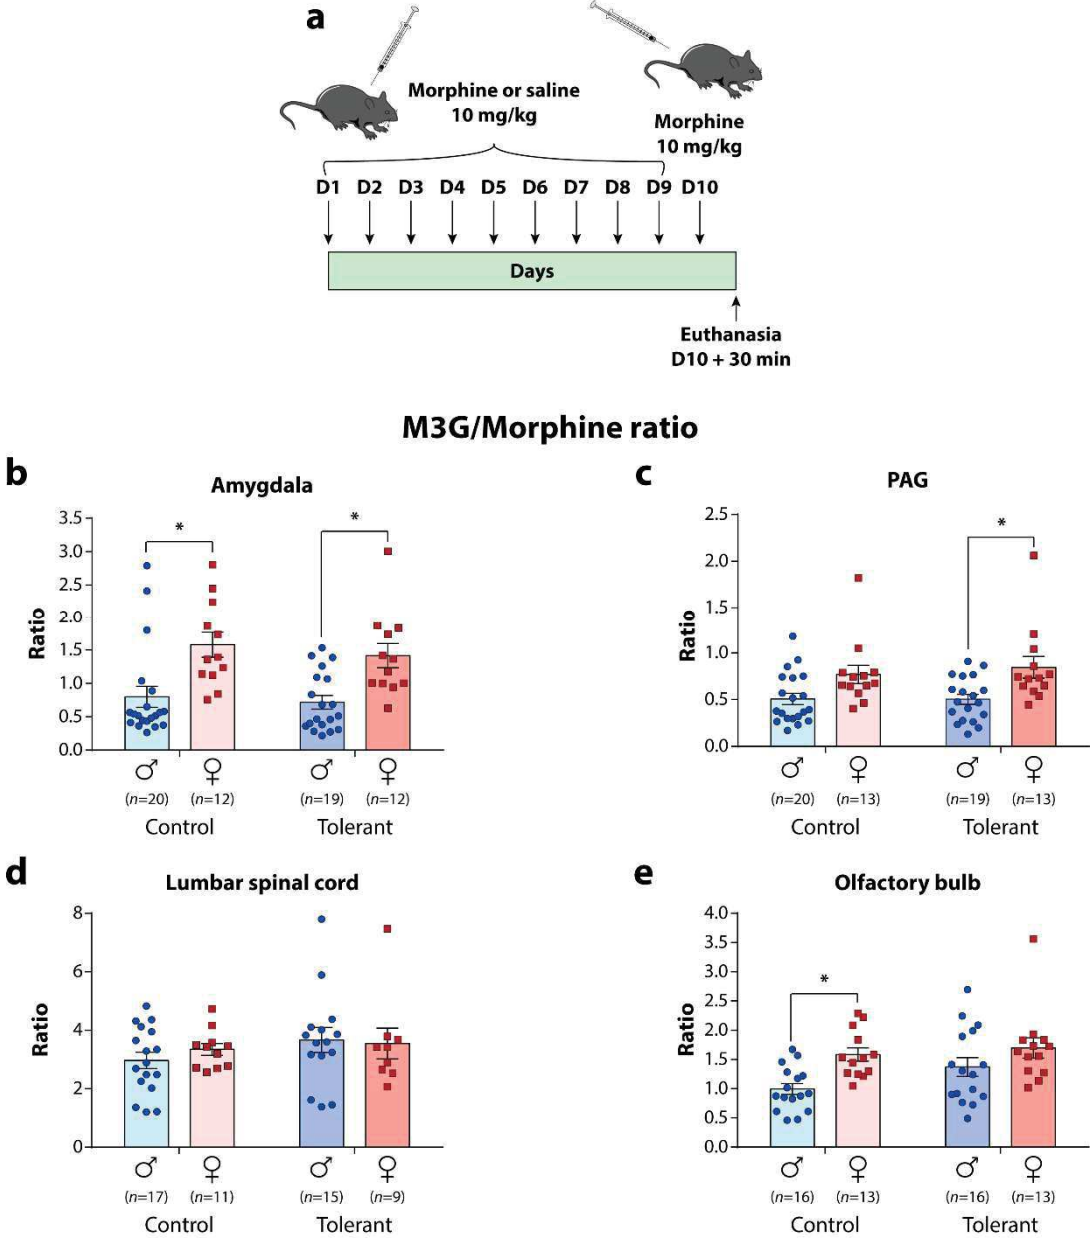 a
Morphine or saline
10 mg/kg
Morphine
10 mg/kg
D1 D2 D3 D4 D5 D6 D7 D8 D9 D10
Days
Euthanasia
D10 + 30 min
M3G/Morphine ratio
b
Amygdala
Ratio
3.5
3.0
2.5
2.0
1.5
1.0
0.5
0.0
*
*
♂ ♀ ♂ ♀
(n=20) (n=12) (n=19) (n=12)
Control Tolerant
c
PAG
Ratio
2.5
2.0
1.5
1.0
0.5
0.0
*
♂ ♀ ♂ ♀
(n=20) (n=13) (n=19) (n=13)
Control Tolerant
d
Lumbar spinal cord
Ratio
8
6
4
2
0
♂ ♀ ♂ ♀
(n=17) (n=11) (n=15) (n=9)
Control Tolerant
e
Olfactory bulb
Ratio
4.0
3.5
3.0
2.5
2.0
1.5
1.0
0.5
0.0
*
♂ ♀ ♂ ♀
(n=16) (n=13) (n=16) (n=13)
Control Tolerant